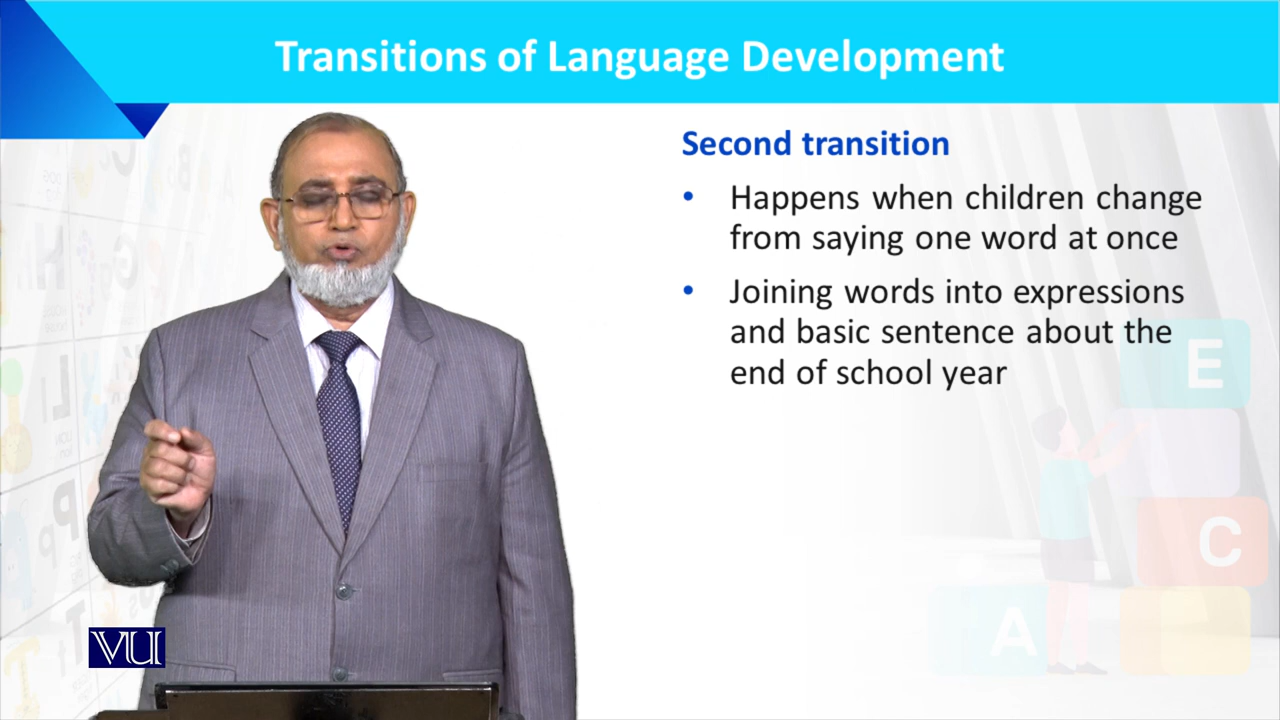 Transitions of Language Development
Second transition
• Happens when children change
from saying one word at once
• Joining words into expressions
and basic sentence about the
end of school year
E
C
A
VU